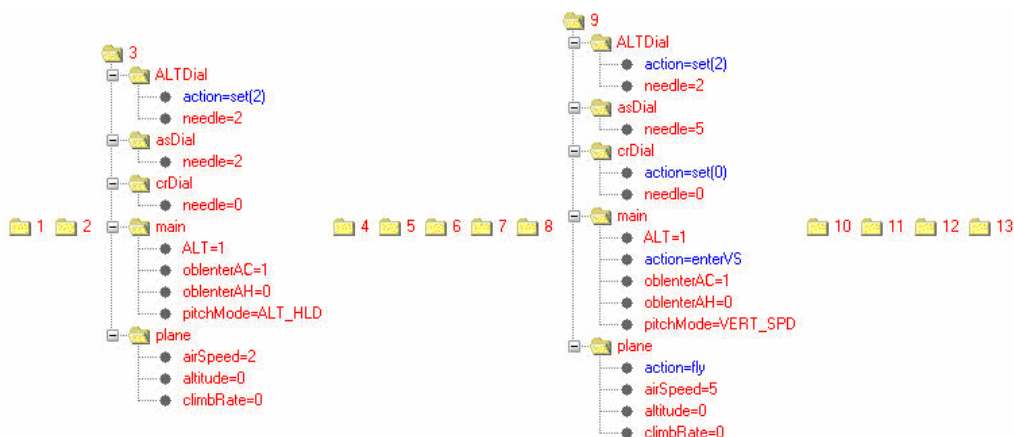 3
ALTDial
action=set(2)
needle=2
asDial
needle=2
crDial
needle=0
1 2 main
ALT=1
oblenterAC=1
oblenterAH=0
pitchMode=ALT_HLD
plane
airSpeed=2
altitude=0
climbRate=0
4 5 6 7 8
9
ALTDial
action=set(2)
needle=2
asDial
needle=5
crDial
action=set(0)
needle=0
main
ALT=1
action=enterVS
oblenterAC=1
oblenterAH=0
pitchMode=VERT_SPD
plane
action=fly
airSpeed=5
altitude=0
climbRate=0
10 11 12 13